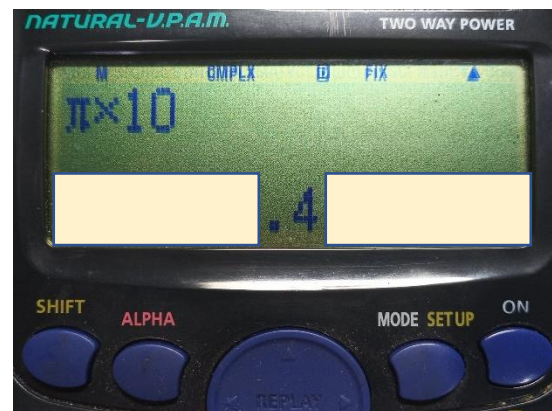 NATURAL-V.P.A.M. TWO WAY POWER
M CMPLX D FIX ▲
π×10
.4
SHIFT ALPHA MODE SETUP ON
REPLAY